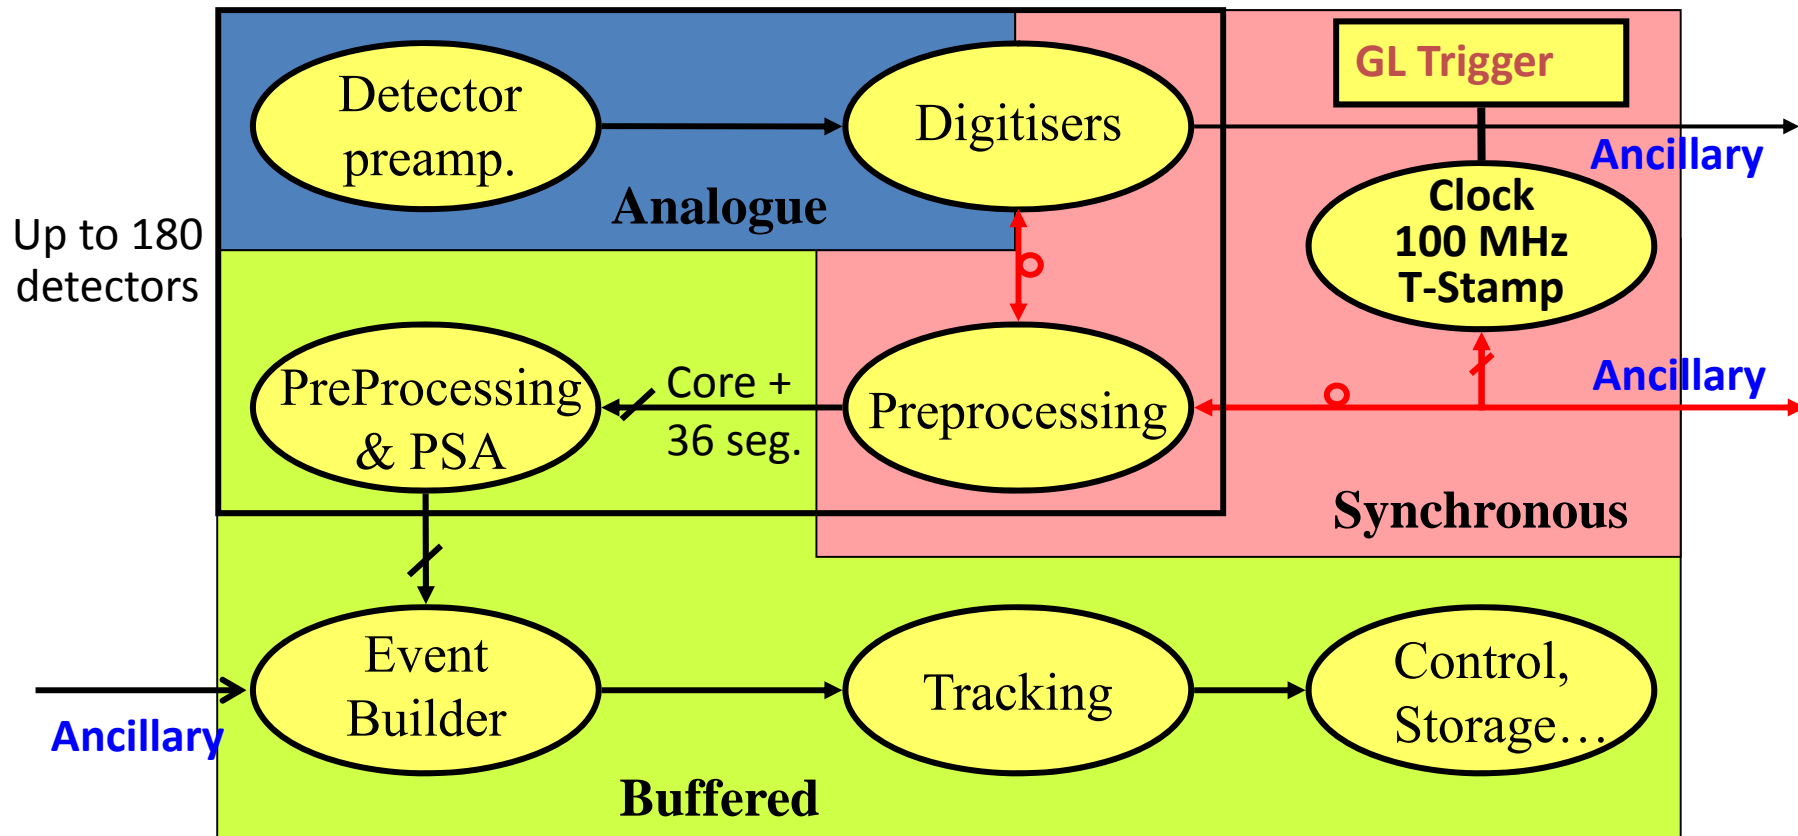 Detector
preamp.
Digitisers
GL Trigger
Ancillary
Analogue
Clock
100 MHz
T-Stamp
Up to 180
detectors
PreProcessing
& PSA
Core +
36 seg.
Preprocessing
Ancillary
Synchronous
Event
Builder
Tracking
Control,
Storage…
Ancillary
Buffered